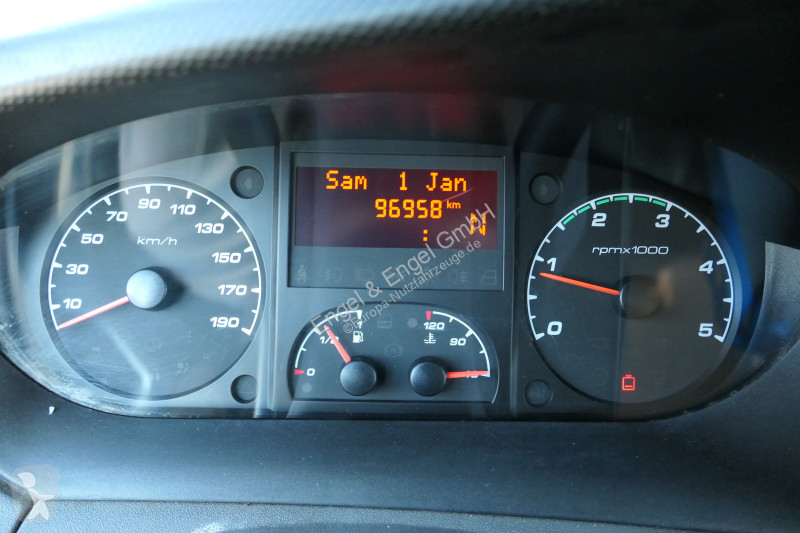 Sam 1 Jan
96958 km
: N
10 30 50 70 90 110 130 150 170 190
km/h
0 1/2 1
120 90
0 1 2 3 4 5
rpmx1000
Engel & Engel GmbH
© Europa Nutzfahrzeuge.de